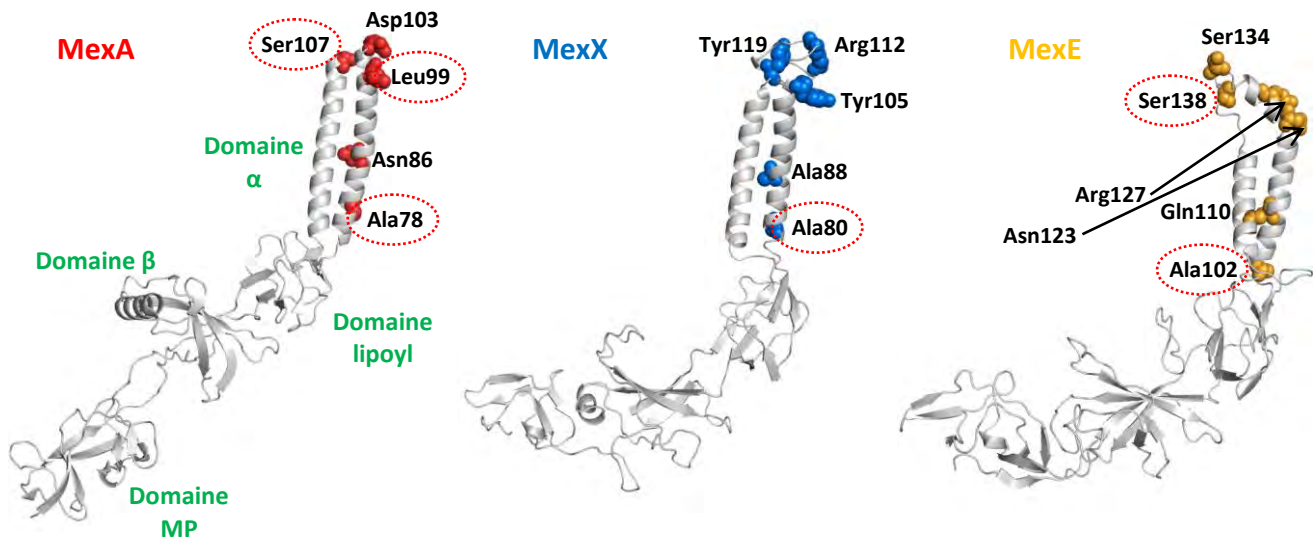 MexA
Asp103
Ser107
Leu99
Domaine
α
Asn86
Ala78
Domaine β
Domaine
lipoyl
Domaine
MP
MexX
Tyr119
Arg112
Tyr105
Ala88
Ala80
MexE
Ser134
Ser138
Arg127
Gln110
Asn123
Ala102